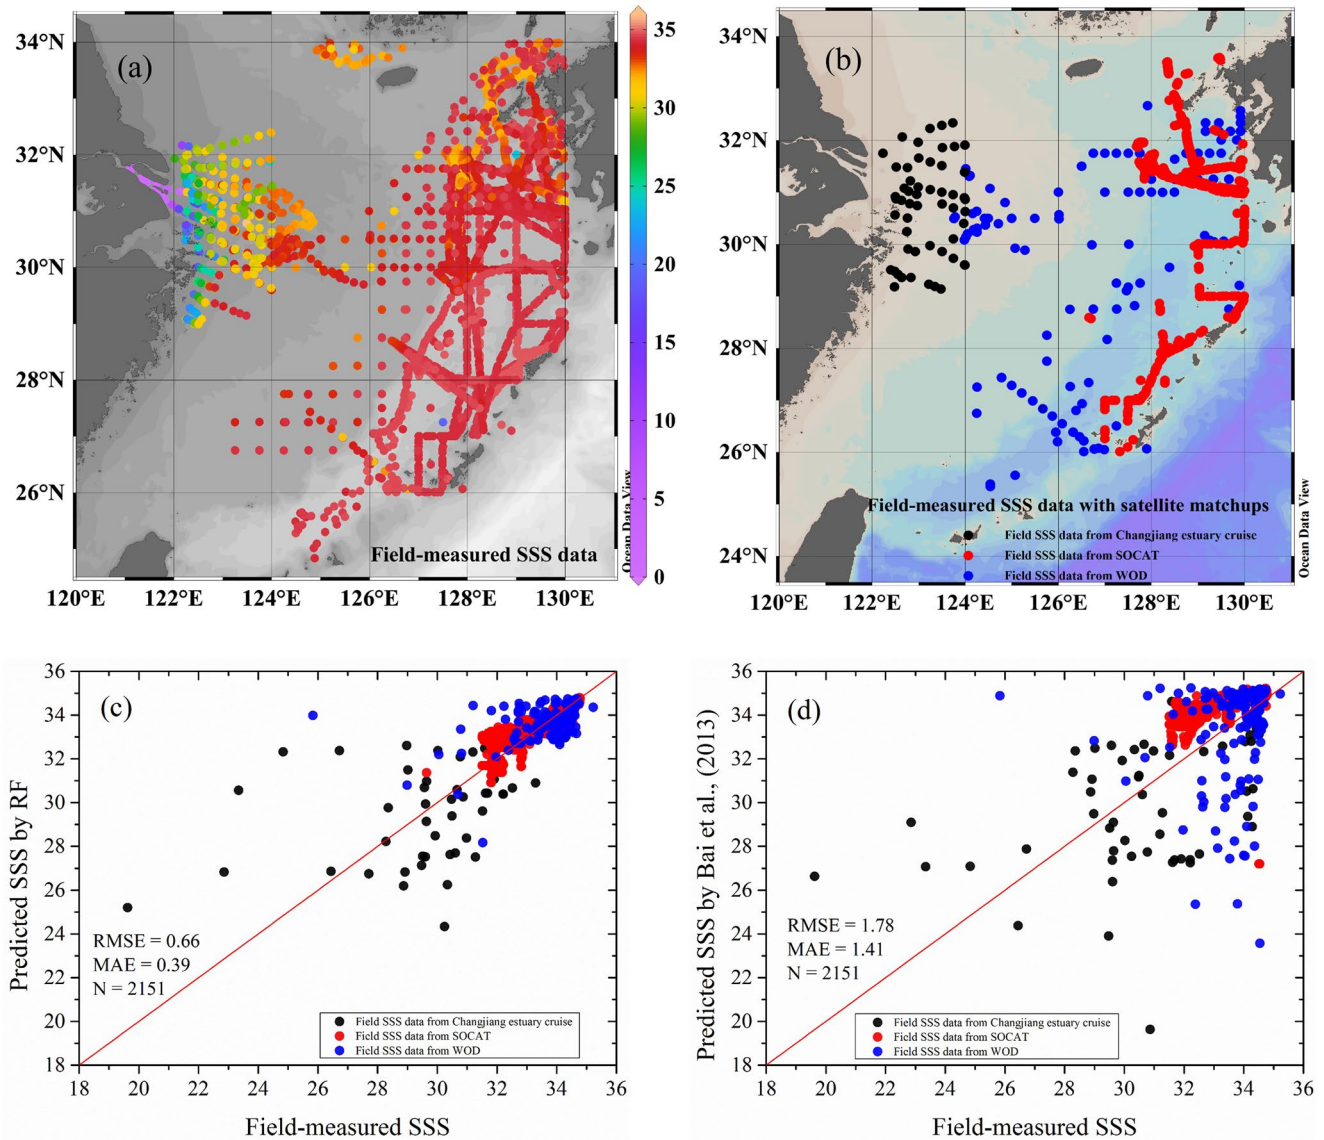 (a)
34°N
32°N
30°N
28°N
26°N
120°E 122°E 124°E 126°E 128°E 130°E
Field-measured SSS data
Ocean Data View
35
30
25
20
15
10
5
0
(b)
34°N
32°N
30°N
28°N
26°N
24°N
120°E 122°E 124°E 126°E 128°E 130°E
Field-measured SSS data with satellite matchups
Field SSS data from Changjiang estuary cruise
Field SSS data from SOCAT
Field SSS data from WOD
Ocean Data View
(c)
Predicted SSS by RF
36
34
32
30
28
26
24
22
20
18
RMSE = 0.66
MAE = 0.39
N = 2151
Field SSS data from Changjiang estuary cruise
Field SSS data from SOCAT
Field SSS data from WOD
18 20 22 24 26 28 30 32 34 36
Field-measured SSS
(d)
Predicted SSS by Bai et al., (2013)
36
34
32
30
28
26
24
22
20
18
RMSE = 1.78
MAE = 1.41
N = 2151
Field SSS data from Changjiang estuary cruise
Field SSS data from SOCAT
Field SSS data from WOD
18 20 22 24 26 28 30 32 34 36
Field-measured SSS